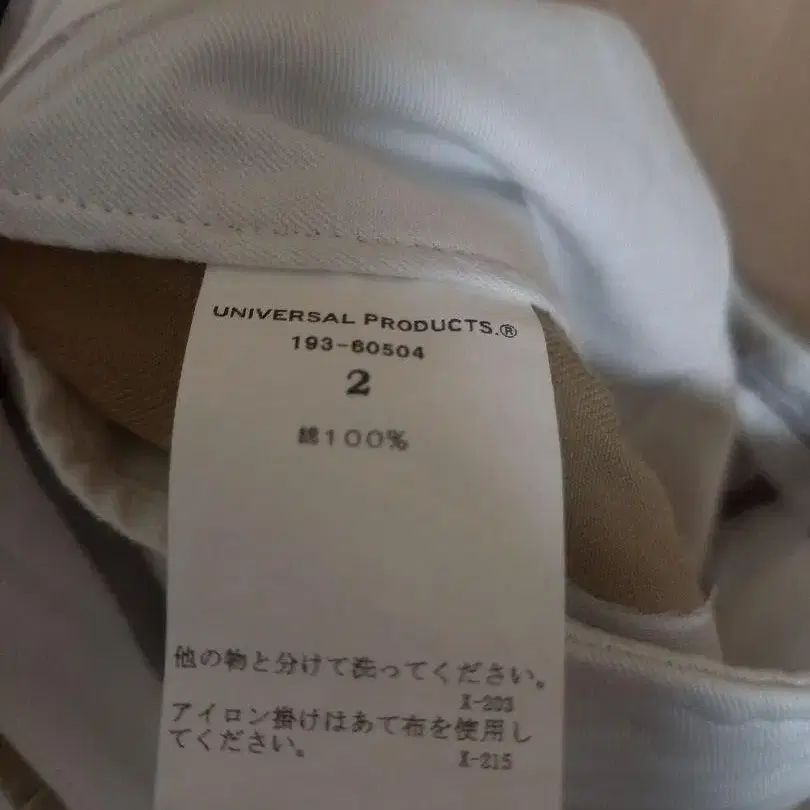 UNIVERSAL PRODUCTS.®
193-60504
2
綿100%
他の物と分けて洗ってください。
X-203
アイロン掛けはあて布を使用し
てください。
X-215